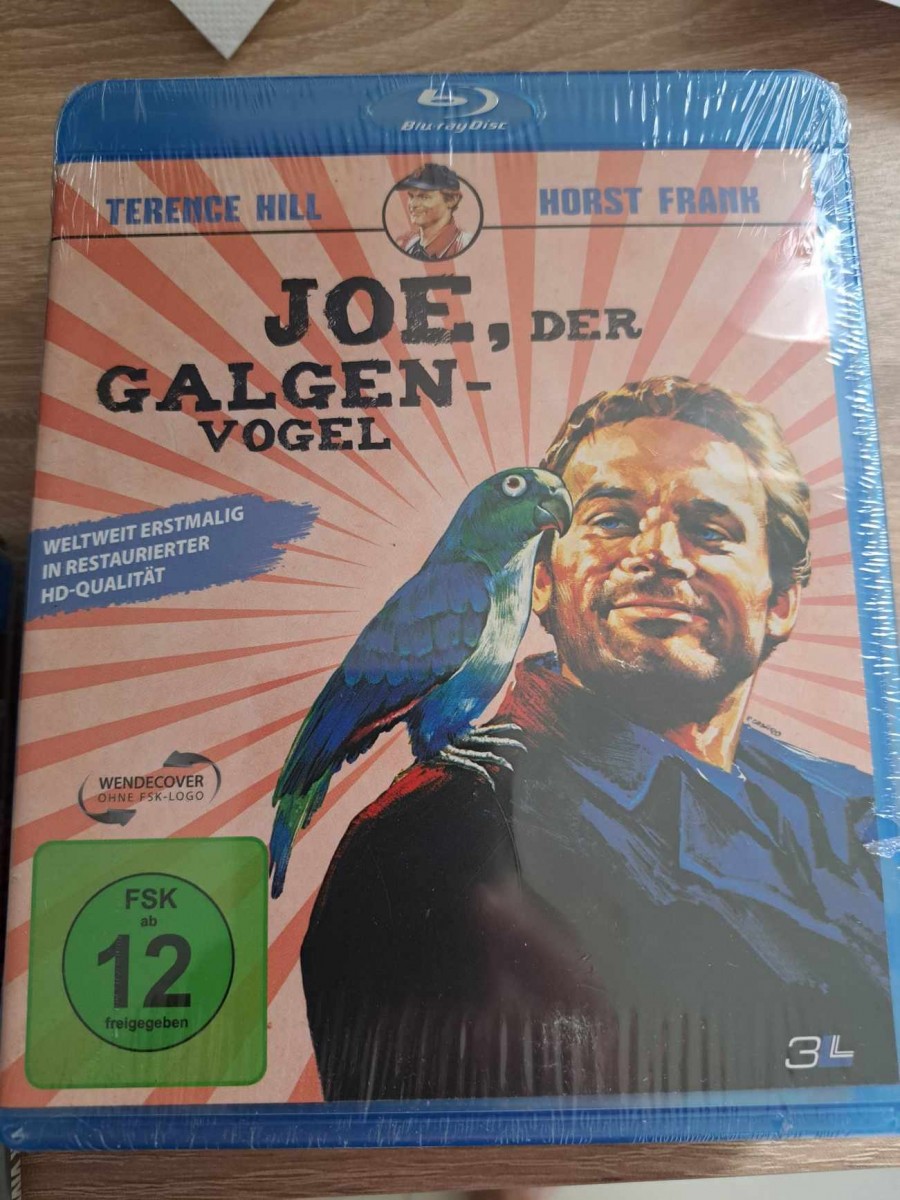 Blu-ray Disc
TERENCE HILL
HORST FRANK
JOE, DER
GALGEN-
VOGEL
WELTWEIT ERSTMALIG
IN RESTAURIERTER
HD-QUALITÄT
WENDECOVER
OHNE FSK-LOGO
FSK
ab
12
freigegeben
3L